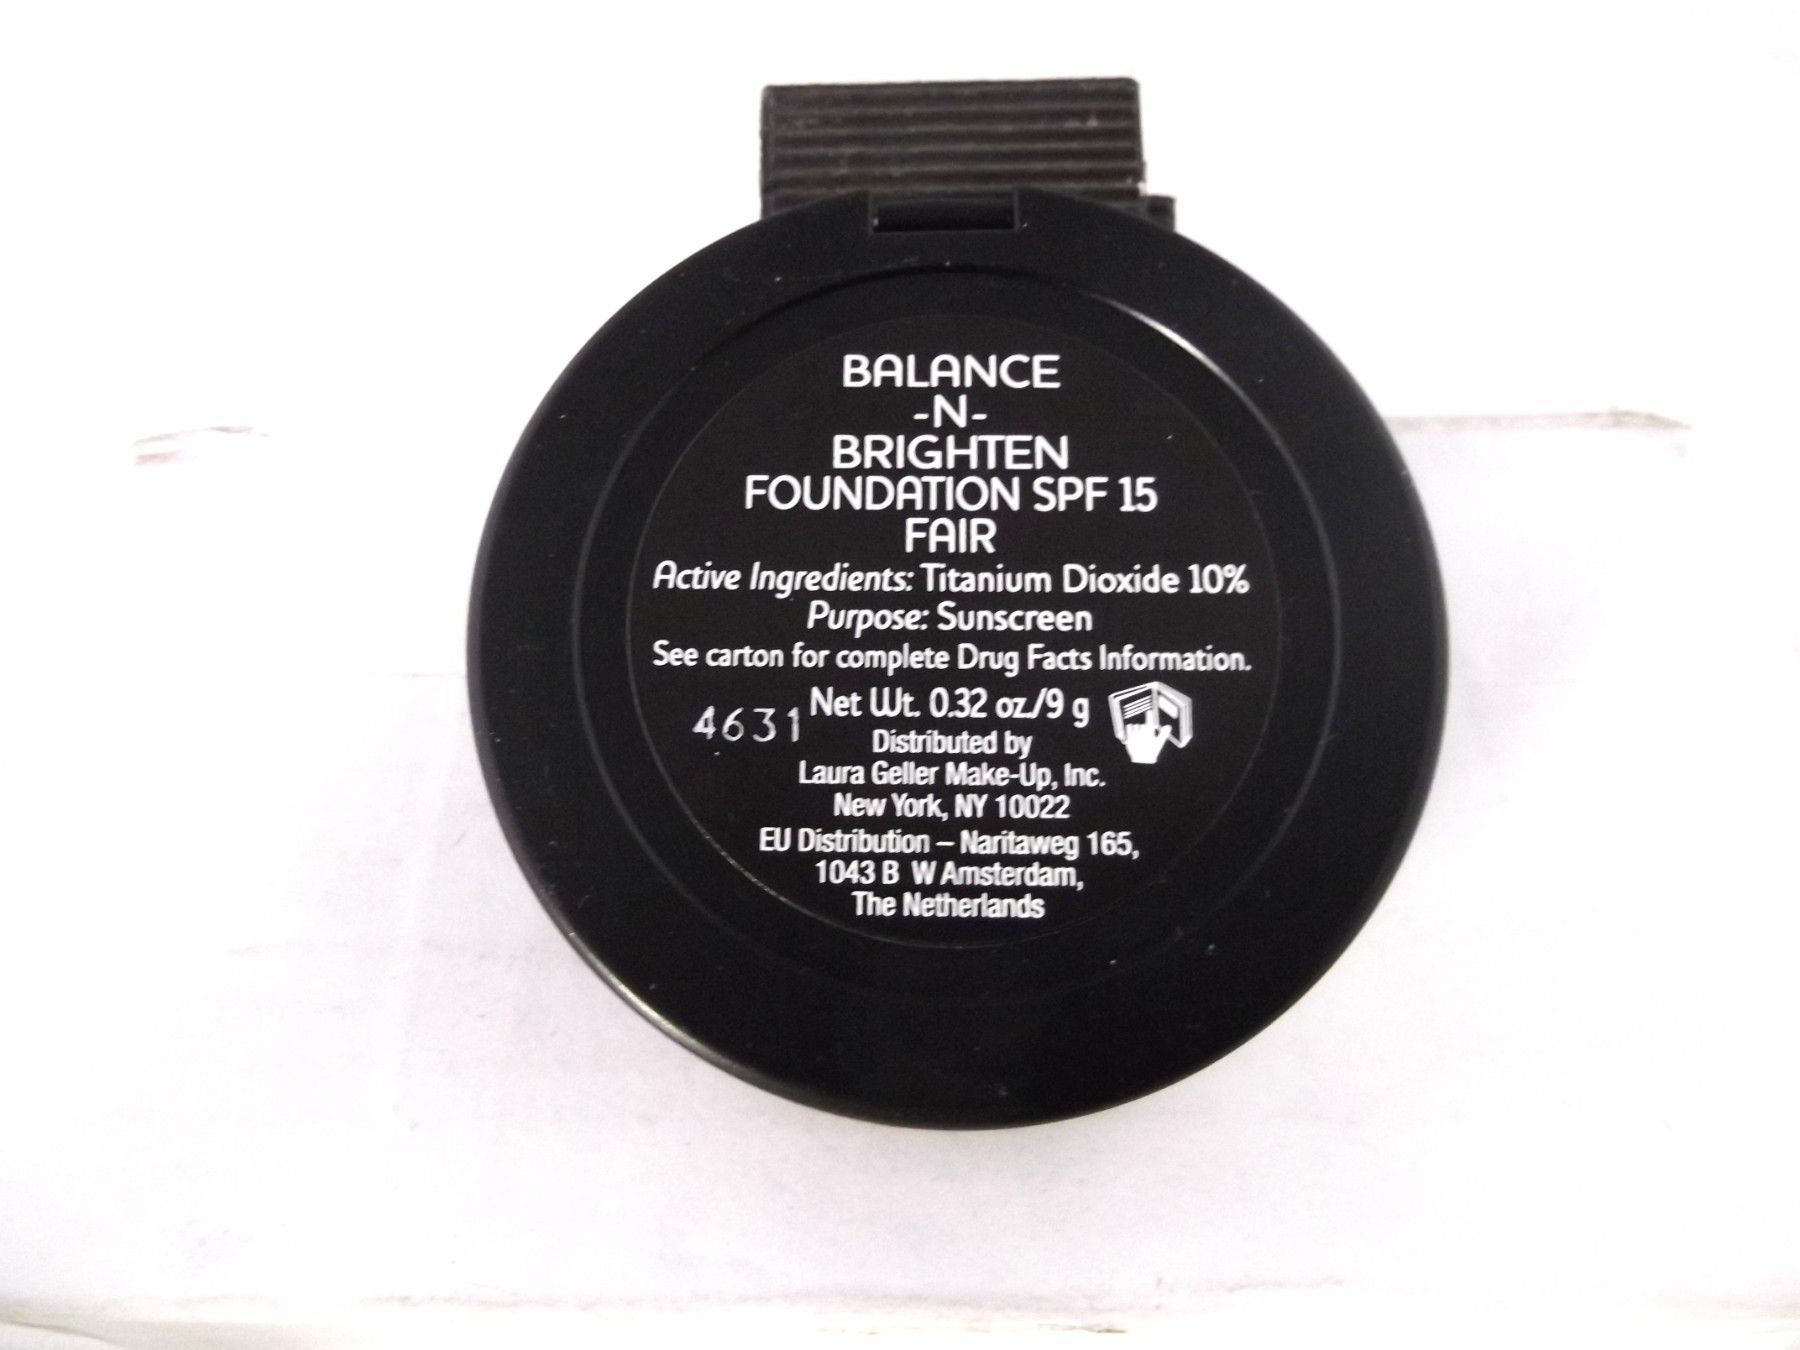 BALANCE
-N-
BRIGHTEN
FOUNDATION SPF 15
FAIR
Active Ingredients: Titanium Dioxide 10%
Purpose: Sunscreen
See carton for complete Drug Facts Information.
4631 Net Wt. 0.32 oz./9 g
Distributed by
Laura Geller Make-Up, Inc.
New York, NY 10022
EU Distribution – Naritaweg 165,
1043 B  W Amsterdam,
The Netherlands